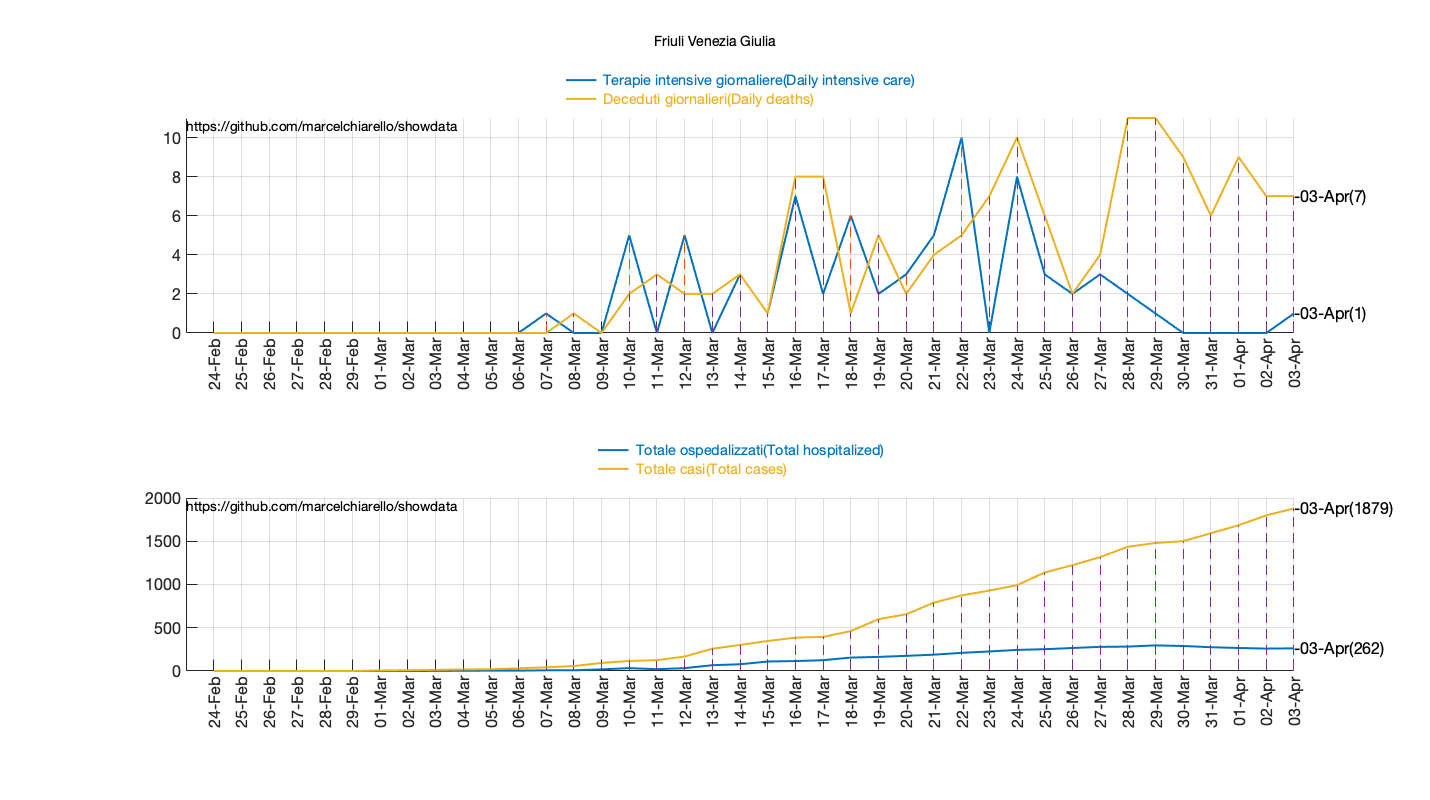 Friuli Venezia Giulia
Terapie intensive giornaliere(Daily intensive care)
Deceduti giornalieri(Daily deaths)
https://github.com/marcelchiarello/showdata
10
8
6
4
2
0
-03-Apr(7)
-03-Apr(1)
24-Feb
25-Feb
26-Feb
27-Feb
28-Feb
29-Feb
01-Mar
02-Mar
03-Mar
04-Mar
05-Mar
06-Mar
07-Mar
08-Mar
09-Mar
10-Mar
11-Mar
12-Mar
13-Mar
14-Mar
15-Mar
16-Mar
17-Mar
18-Mar
19-Mar
20-Mar
21-Mar
22-Mar
23-Mar
24-Mar
25-Mar
26-Mar
27-Mar
28-Mar
29-Mar
30-Mar
31-Mar
01-Apr
02-Apr
03-Apr
Totale ospedalizzati(Total hospitalized)
Totale casi(Total cases)
https://github.com/marcelchiarello/showdata
2000
1500
1000
500
0
-03-Apr(1879)
-03-Apr(262)
24-Feb
25-Feb
26-Feb
27-Feb
28-Feb
29-Feb
01-Mar
02-Mar
03-Mar
04-Mar
05-Mar
06-Mar
07-Mar
08-Mar
09-Mar
10-Mar
11-Mar
12-Mar
13-Mar
14-Mar
15-Mar
16-Mar
17-Mar
18-Mar
19-Mar
20-Mar
21-Mar
22-Mar
23-Mar
24-Mar
25-Mar
26-Mar
27-Mar
28-Mar
29-Mar
30-Mar
31-Mar
01-Apr
02-Apr
03-Apr